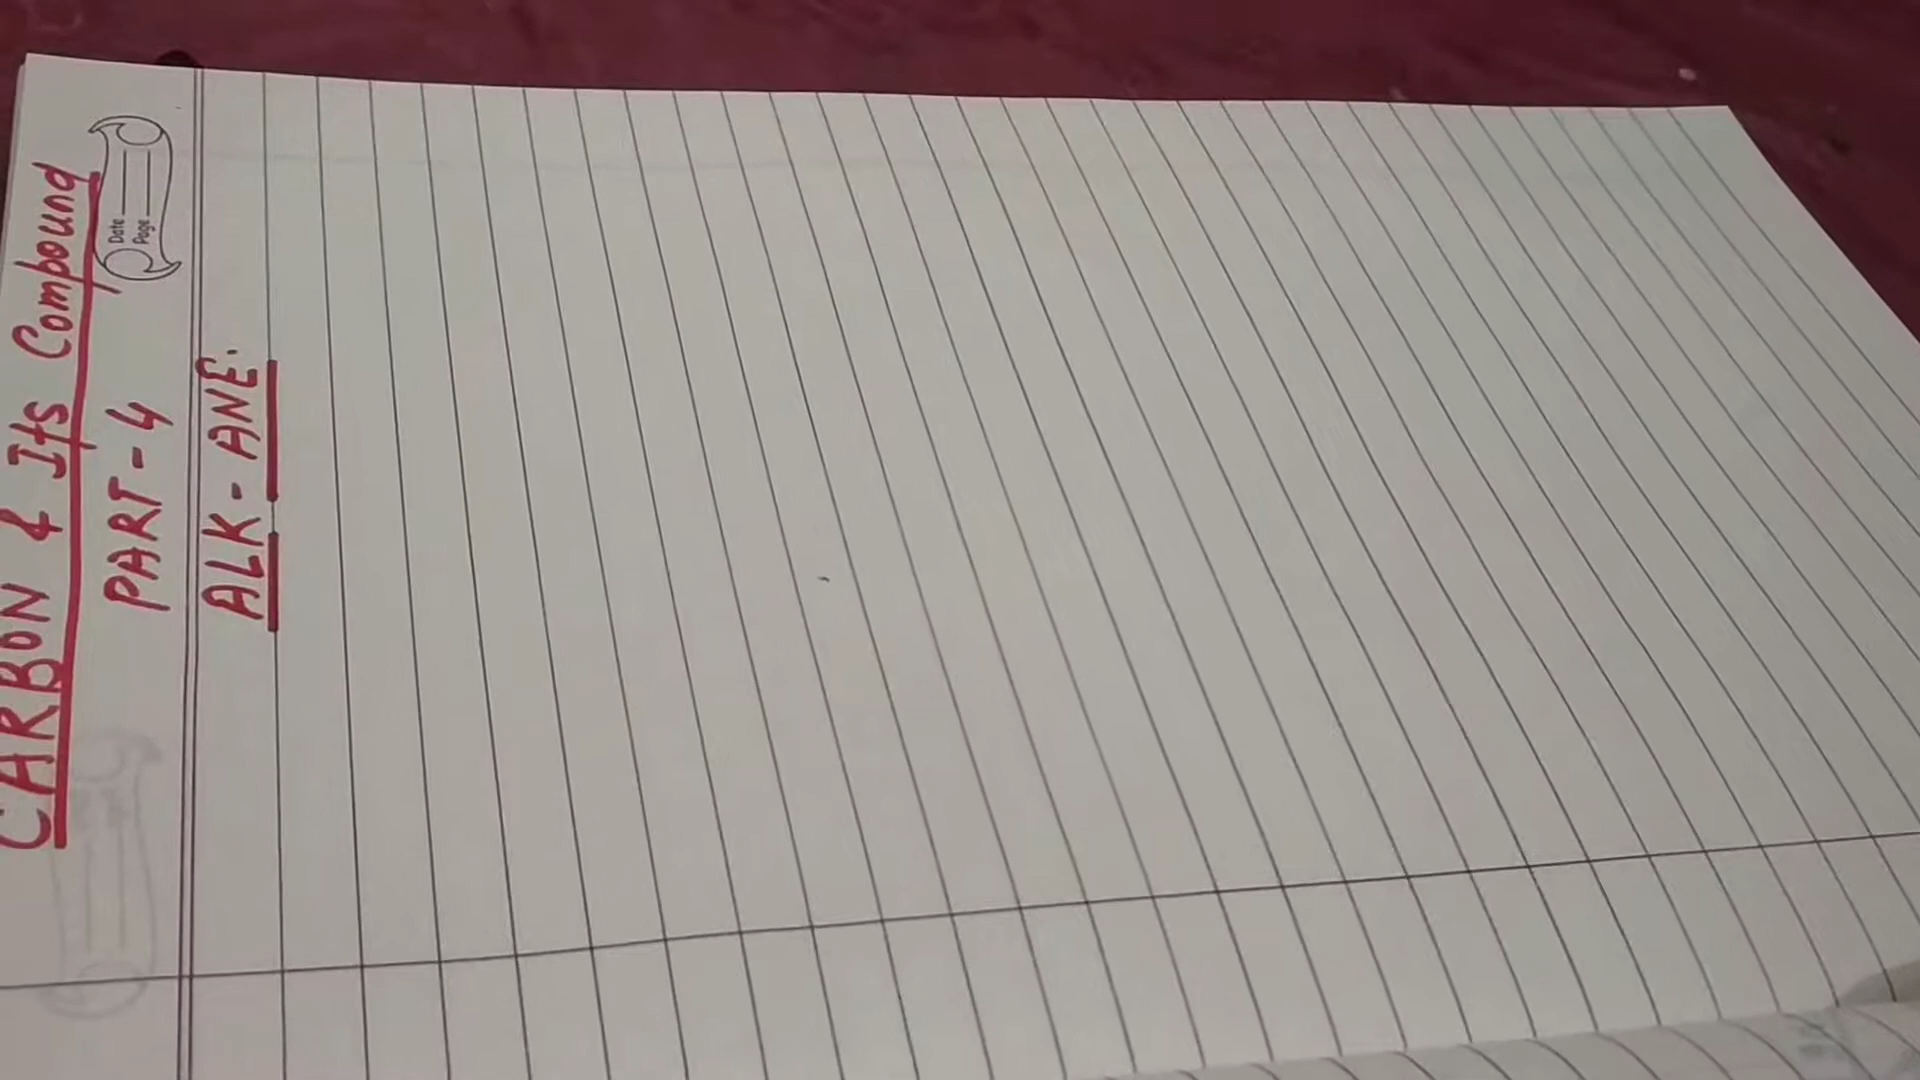 CARBON & Its Compound
Date
Page
PART - 4
ALK - ANE.